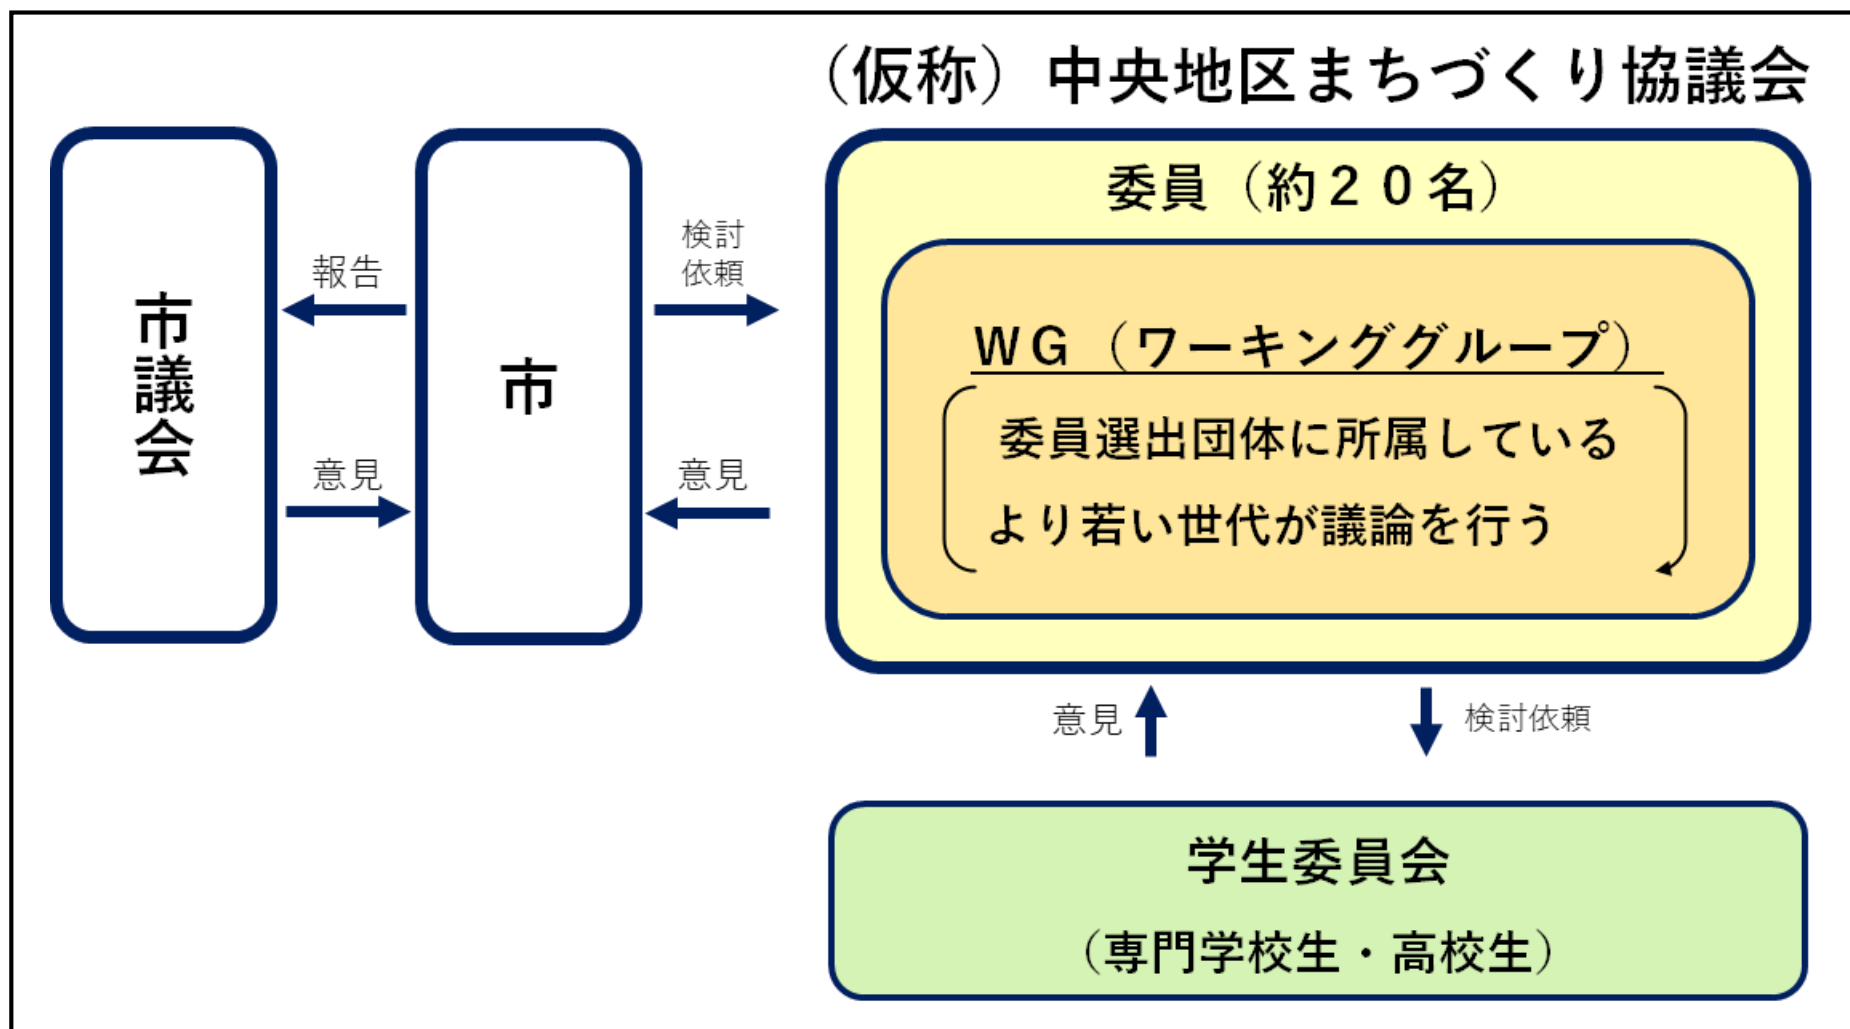 （仮称）中央地区まちづくり協議会
市議会
報告
意見
市
検討
依頼
意見
委員（約２０名）
ＷＧ（ワーキンググループ）
委員選出団体に所属している
より若い世代が議論を行う
意見
検討依頼
学生委員会
（専門学校生・高校生）